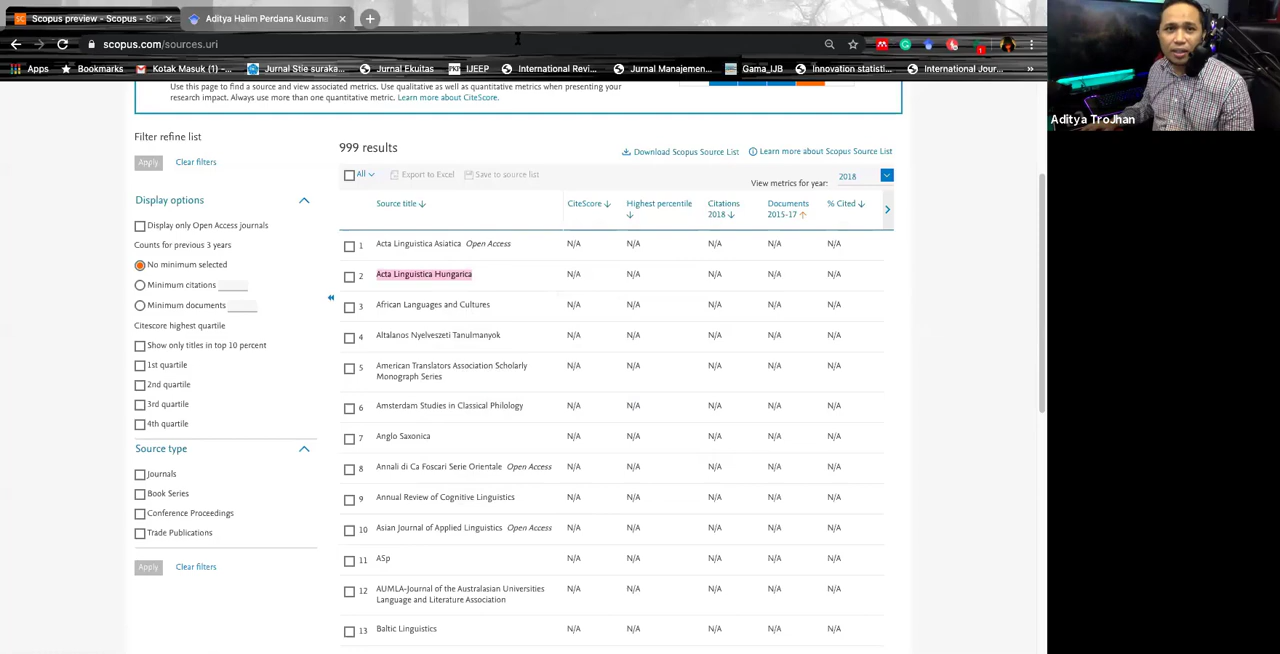 Scopus preview - Scopus - Sc
Aditya Halim Perdana Kusuma
scopus.com/sources.uri
Apps
Bookmarks
Kotak Masuk (1) -...
Jurnal Stie suraka...
Jurnal Ekuitas
IJEEP
International Revi...
Jurnal Manajemen...
Gama_IJB
Innovation statisti...
International Jour...
Use this page to find a source and view associated metrics. Use qualitative as well as quantitative metrics when presenting your
research impact. Always use more than one quantitative metric. Learn more about CiteScore.
Filter refine list
Apply
Clear filters
Display options
Display only Open Access journals
Counts for previous 3 years
No minimum selected
Minimum citations
Minimum documents
Citescore highest quartile
Show only titles in top 10 percent
1st quartile
2nd quartile
3rd quartile
4th quartile
Source type
Journals
Book Series
Conference Proceedings
Trade Publications
Apply
Clear filters
999 results
Download Scopus Source List
Learn more about Scopus Source List
All
Export to Excel
Save to source list
View metrics for year:
2018
Source title
CiteScore
Highest percentile
Citations 2018
Documents 2015-17
% Cited
1 Acta Linguistica Asiatica Open Access N/A N/A N/A N/A N/A
2 Acta Linguistica Hungarica N/A N/A N/A N/A N/A
3 African Languages and Cultures N/A N/A N/A N/A N/A
4 Altalanos Nyelveszeti Tanulmanyok N/A N/A N/A N/A N/A
5 American Translators Association Scholarly N/A N/A N/A N/A N/A
Monograph Series
6 Amsterdam Studies in Classical Philology N/A N/A N/A N/A N/A
7 Anglo Saxonica N/A N/A N/A N/A N/A
8 Annali di Ca Foscari Serie Orientale Open Access N/A N/A N/A N/A N/A
9 Annual Review of Cognitive Linguistics N/A N/A N/A N/A N/A
10 Asian Journal of Applied Linguistics Open Access N/A N/A N/A N/A N/A
11 ASp N/A N/A N/A N/A N/A
12 AUMLA-Journal of the Australasian Universities N/A N/A N/A N/A N/A
Language and Literature Association
13 Baltic Linguistics N/A N/A N/A N/A N/A
Aditya TroJhan